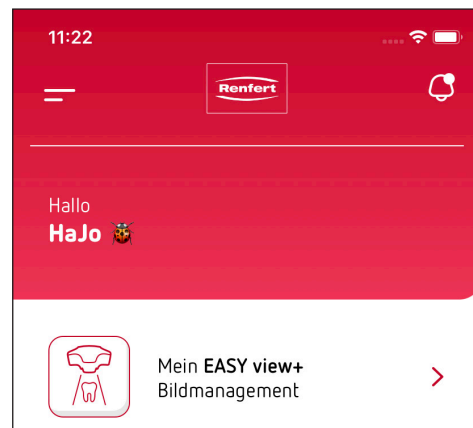 11:22
Renfert
Hallo
HaJo 🐞
Mein EASY view+
Bildmanagement